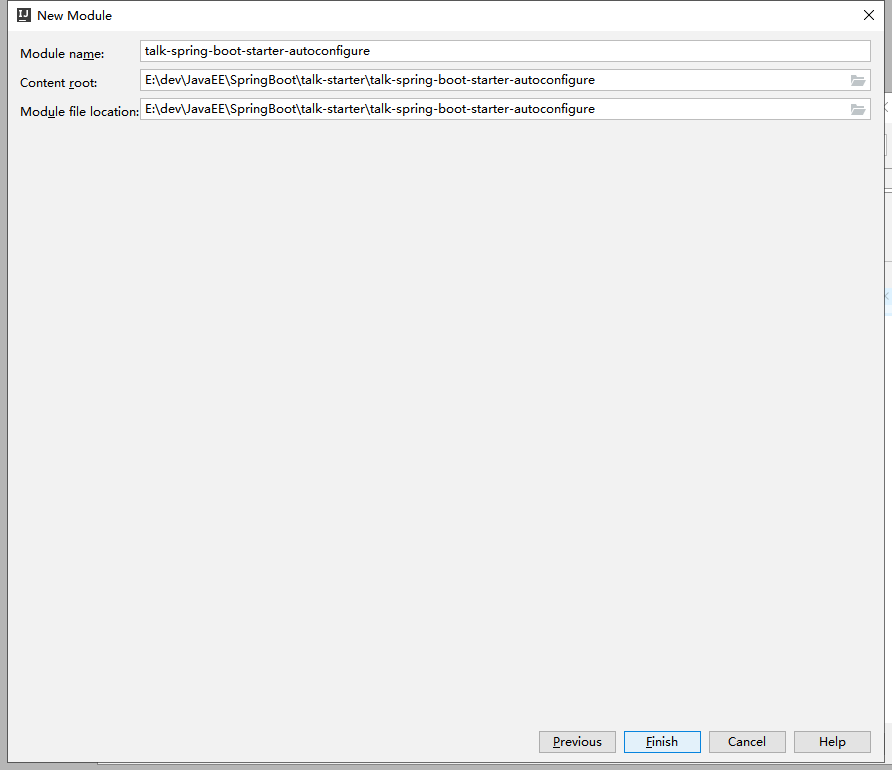 New Module
Module name: talk-spring-boot-starter-autoconfigure
Content root: E:\dev\JavaEE\SpringBoot\talk-starter\talk-spring-boot-starter-autoconfigure
Module file location: E:\dev\JavaEE\SpringBoot\talk-starter\talk-spring-boot-starter-autoconfigure
Previous Finish Cancel Help